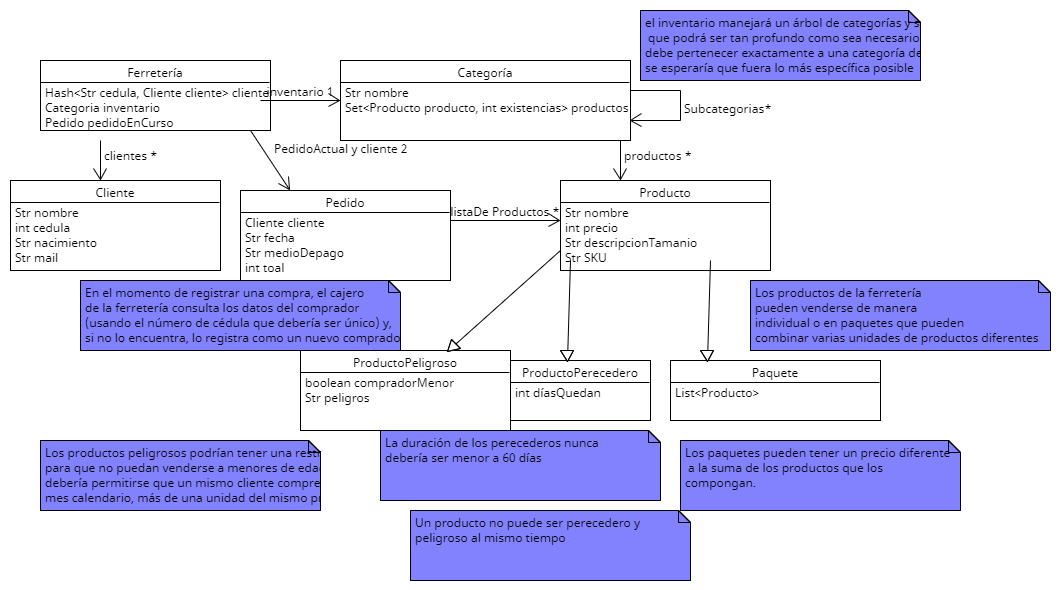 el inventario manejará un árbol de categorías y s
que podrá ser tan profundo como sea necesario
debe pertenecer exactamente a una categoría de
se esperaría que fuera lo más específica posible
Ferretería
Hash<Str cedula, Cliente cliente> cliente
Categoria inventario
Pedido pedidoEnCurso
inventario 1
Categoría
Str nombre
Set<Producto producto, int existencias> productos
Subcategorias*
clientes *
PedidoActual y cliente 2
productos *
Cliente
Str nombre
int cedula
Str nacimiento
Str mail
Pedido
Cliente cliente
Str fecha
Str medioDepago
int toal
listaDe Productos *
Producto
Str nombre
int precio
Str descripcionTamanio
Str SKU
En el momento de registrar una compra, el cajero
de la ferretería consulta los datos del comprador
(usando el número de cédula que debería ser único) y,
si no lo encuentra, lo registra como un nuevo comprado
Los productos de la ferretería
pueden venderse de manera
individual o en paquetes que pueden
combinar varias unidades de productos diferentes
ProductoPeligroso
boolean compradorMenor
Str peligros
ProductoPerecedero
int díasQuedan
Paquete
List<Producto>
Los productos peligrosos podrían tener una restr
para que no puedan venderse a menores de edad
debería permitirse que un mismo cliente compre
mes calendario, más de una unidad del mismo pr
La duración de los perecederos nunca
debería ser menor a 60 días
Los paquetes pueden tener un precio diferente
a la suma de los productos que los
compongan.
Un producto no puede ser perecedero y
peligroso al mismo tiempo